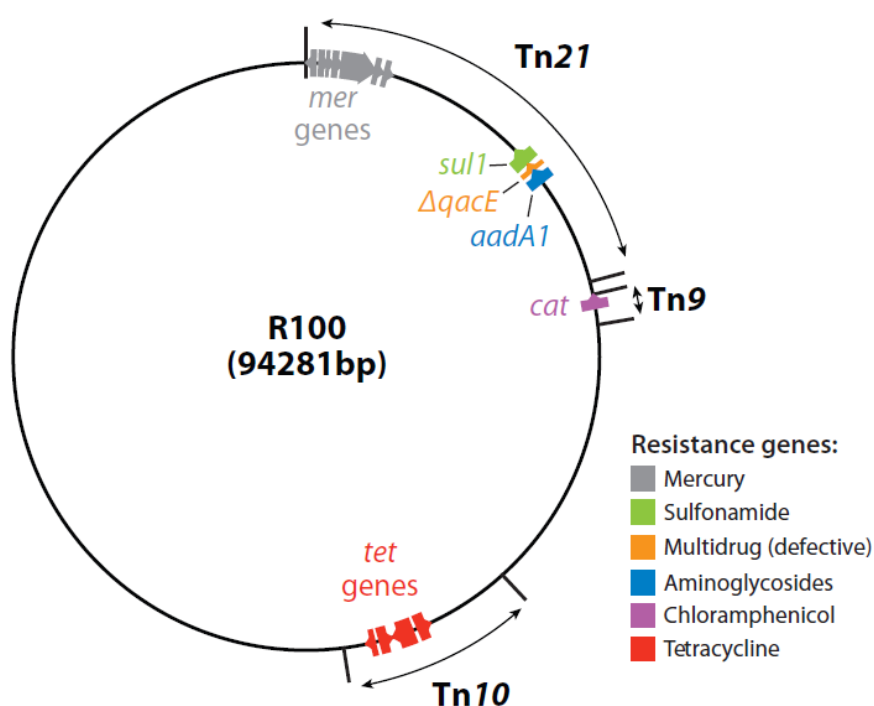 Tn21
mer
genes
sul1
ΔqacE
aadA1
cat
Tn9
R100
(94281bp)
Resistance genes:
Mercury
Sulfonamide
Multidrug (defective)
Aminoglycosides
Chloramphenicol
Tetracycline
tet
genes
Tn10